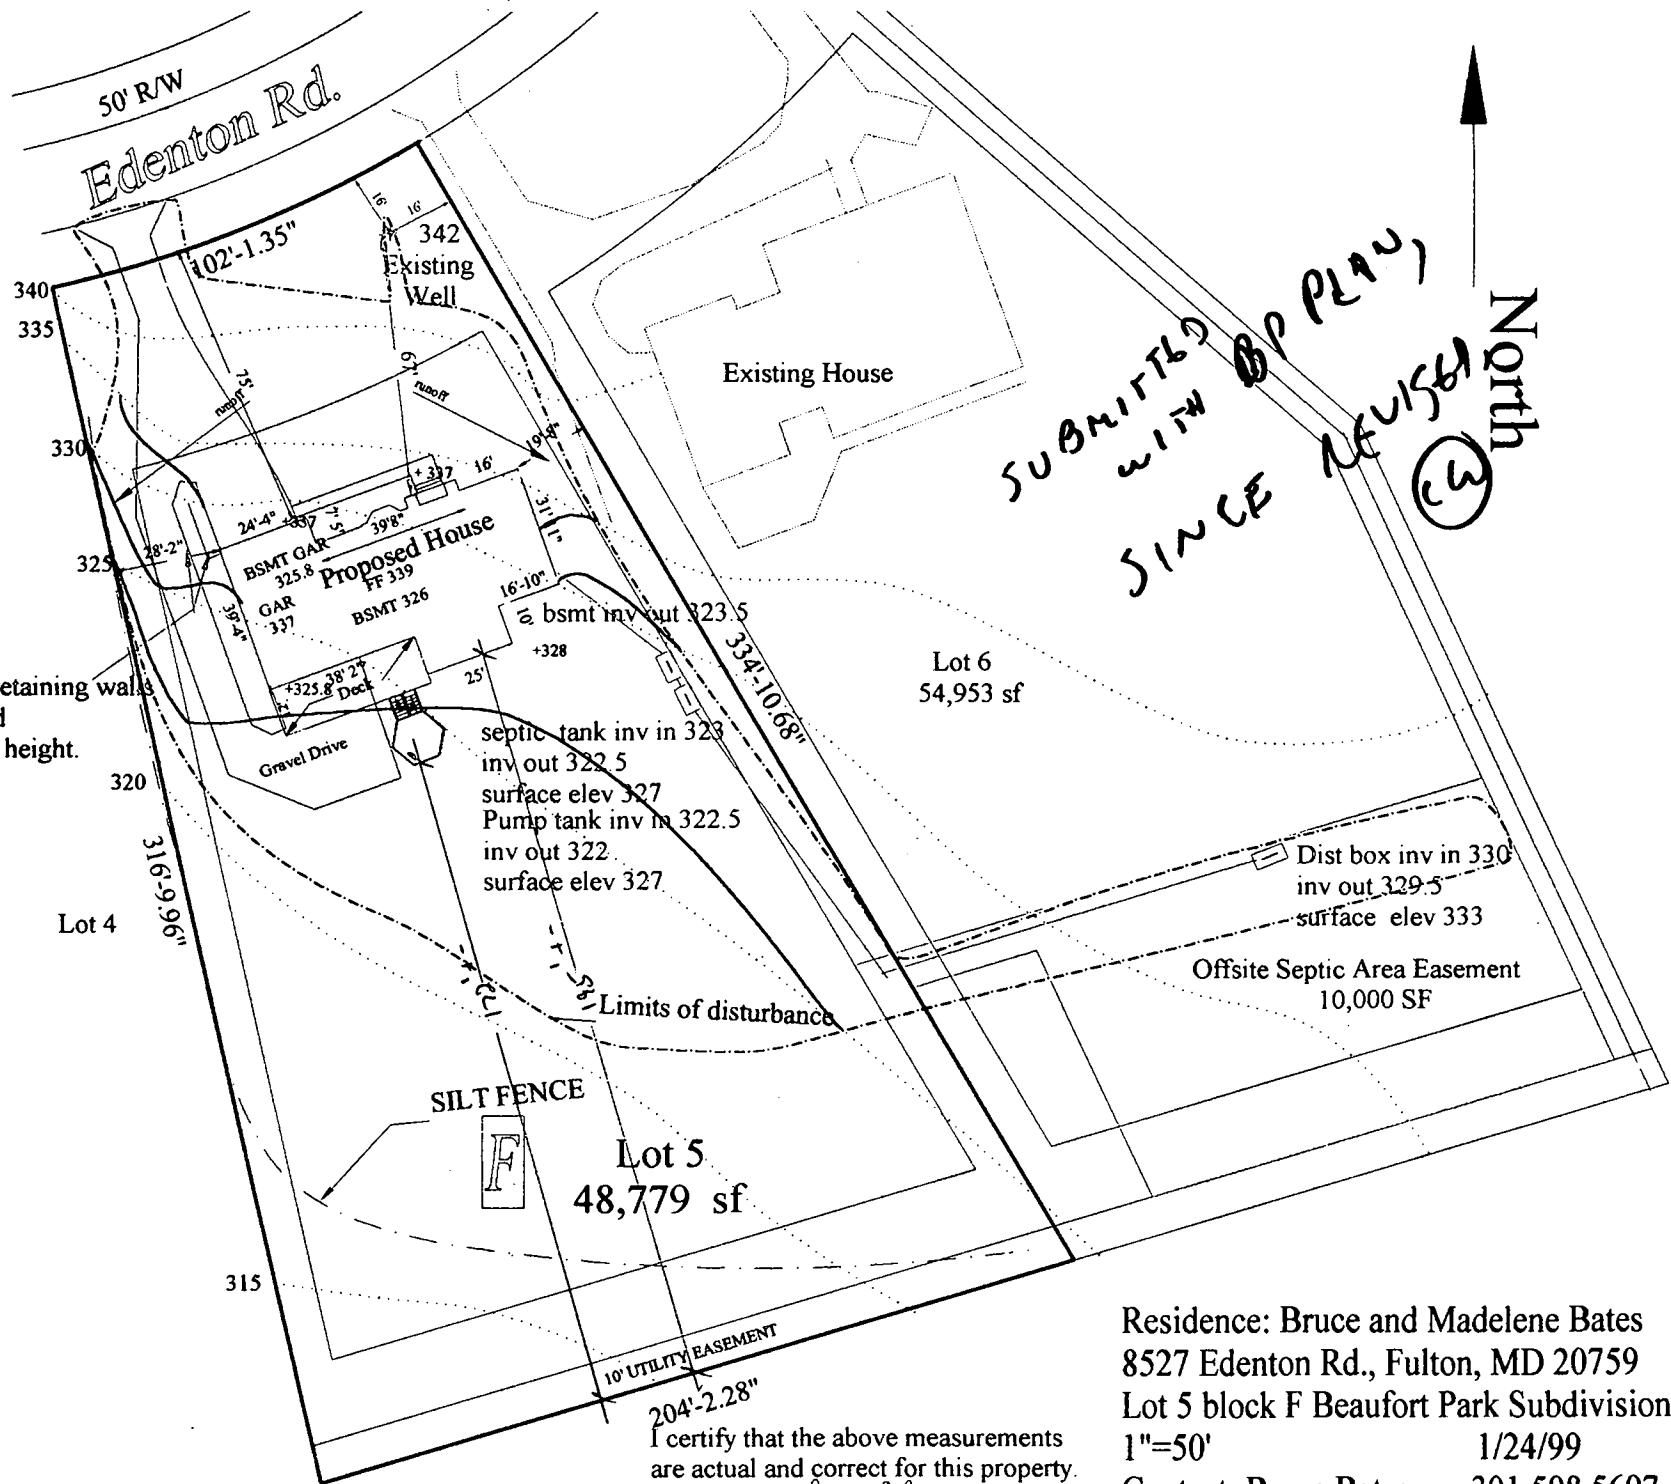 50' R/W
Edenton Rd.
102'-1.35"
16'
16'
342
Existing
Well
340
335
330
325
320
315
75'
runoff
67'
runoff
19'-8"
+ 337
16'
24'-4" +337
7' 5"
39'8"
31'-1"
28'-2"
BSMT GAR
325.8
Proposed House
FF 339
BSMT 326
GAR
337
39'-4"
16'-10"
10'
bsmt inv out 323.5
+328
38' 2"
+325.8
Deck
25'
Gravel Drive
etaining walls
d
height.
septic tank inv in 323
inv out 322.5
surface elev 327
Pump tank inv in 322.5
inv out 322
surface elev 327
334'-10.68"
316'-9.96"
Lot 4
Existing House
Lot 6
54,953 sf
SUBMITTED
WITH BP PLAN,
SINCE REVISED
CW
North
Dist box inv in 330
inv out 329.5
surface elev 333
Offsite Septic Area Easement
10,000 SF
Limits of disturbance
SILT FENCE
F
Lot 5
48,779 sf
10' UTILITY EASEMENT
204'-2.28"
I certify that the above measurements
are actual and correct for this property.
Residence: Bruce and Madelene Bates
8527 Edenton Rd., Fulton, MD 20759
Lot 5 block F Beaufort Park Subdivision
1"=50' 1/24/99